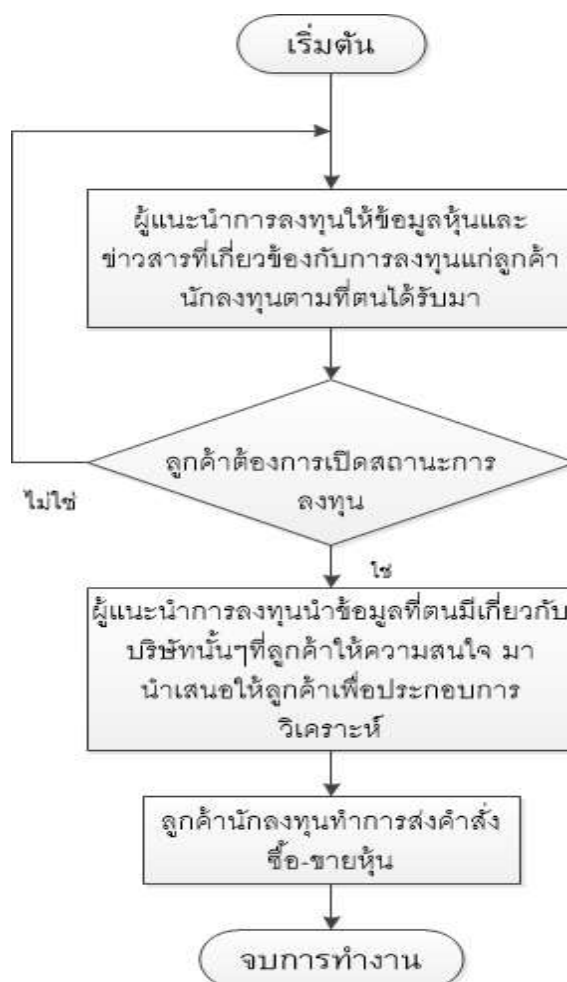 เริ่มต้น
ผู้แนะนำการลงทุนให้ข้อมูลหุ้นและ
ข่าวสารที่เกี่ยวข้องกับการลงทุนแก่ลูกค้า
นักลงทุนตามที่ตนได้รับมา
ลูกค้าต้องการเปิดสถานะการ
ลงทุน
ไม่ใช่
ใช่
ผู้แนะนำการลงทุนนำข้อมูลที่ตนมีเกี่ยวกับ
บริษัทนั้นๆที่ลูกค้าให้ความสนใจ มา
นำเสนอให้ลูกค้าเพื่อประกอบการ
วิเคราะห์
ลูกค้านักลงทุนทำการส่งคำสั่ง
ซื้อ-ขายหุ้น
จบการทำงาน